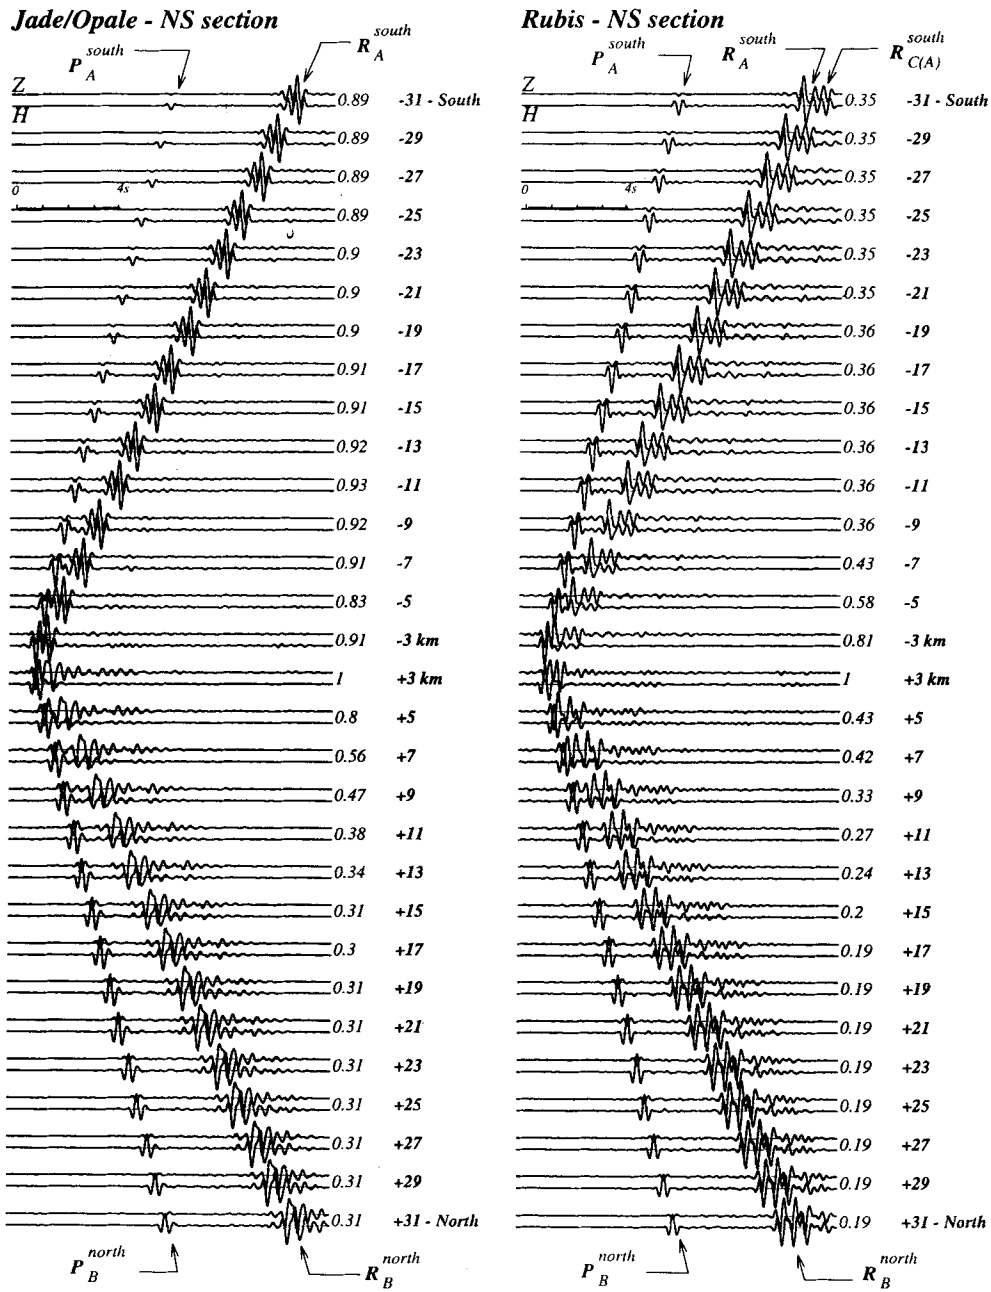 Jade/Opale - NS section Rubis - NS section
P A south R A south P A south R A south R C(A) south
Z Z
H H
0.89 -31 - South 0.35 -31 - South
0.89 -29 0.35 -29
0.89 -27 0.35 -27
0 4s 0 4s
0.89 -25 0.35 -25
0.9 -23 0.35 -23
0.9 -21 0.35 -21
0.9 -19 0.36 -19
0.91 -17 0.36 -17
0.91 -15 0.36 -15
0.92 -13 0.36 -13
0.93 -11 0.36 -11
0.92 -9 0.36 -9
0.91 -7 0.43 -7
0.83 -5 0.58 -5
0.91 -3 km 0.81 -3 km
1 +3 km 1 +3 km
0.8 +5 0.43 +5
0.56 +7 0.42 +7
0.47 +9 0.33 +9
0.38 +11 0.27 +11
0.34 +13 0.24 +13
0.31 +15 0.2 +15
0.3 +17 0.19 +17
0.31 +19 0.19 +19
0.31 +21 0.19 +21
0.31 +23 0.19 +23
0.31 +25 0.19 +25
0.31 +27 0.19 +27
0.31 +29 0.19 +29
0.31 +31 - North 0.19 +31 - North
P B north R B north P B north R B north